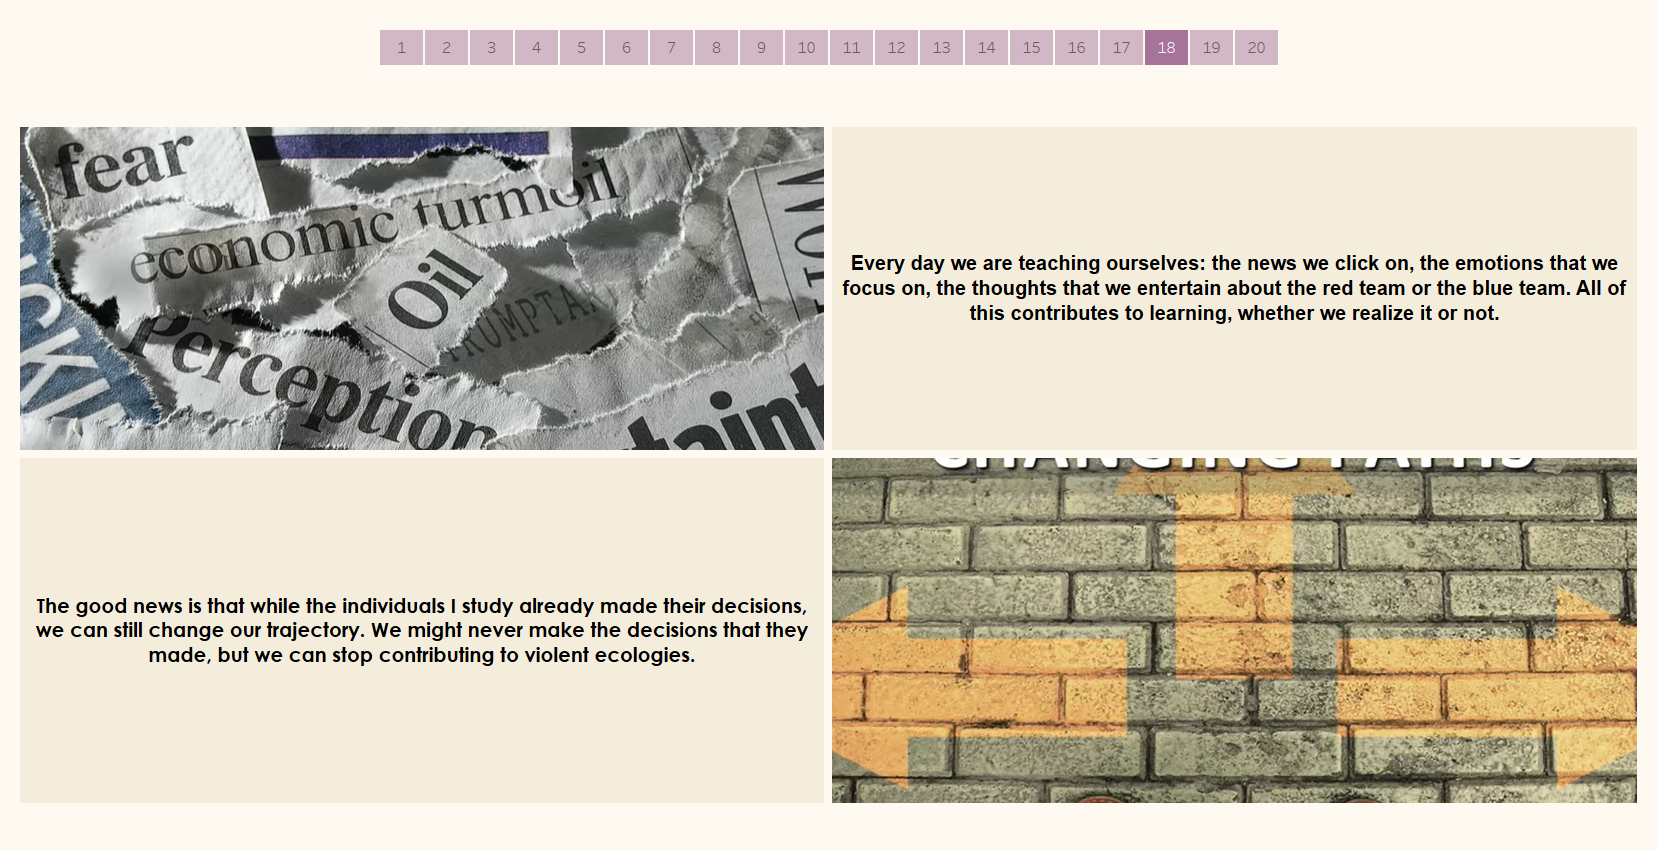 1 2 3 4 5 6 7 8 9 10 11 12 13 14 15 16 17 18 19 20
fear
economic turmoil
Oil
Perception
Every day we are teaching ourselves: the news we click on, the emotions that we
focus on, the thoughts that we entertain about the red team or the blue team. All of
this contributes to learning, whether we realize it or not.
The good news is that while the individuals I study already made their decisions,
we can still change our trajectory. We might never make the decisions that they
made, but we can stop contributing to violent ecologies.
CHANGING PATHS